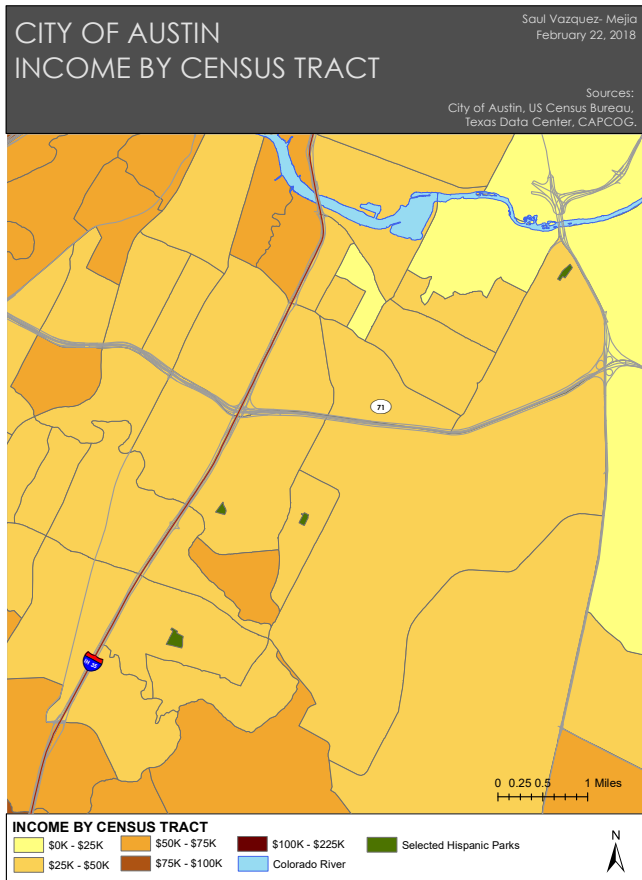 CITY OF AUSTIN
INCOME BY CENSUS TRACT
Saul Vazquez- Mejia
February 22, 2018
Sources:
City of Austin, US Census Bureau,
Texas Data Center, CAPCOG.
71
IH 35
0 0.25 0.5 1 Miles
INCOME BY CENSUS TRACT
$0K - $25K
$25K - $50K
$50K - $75K
$75K - $100K
$100K - $225K
Colorado River
Selected Hispanic Parks
N